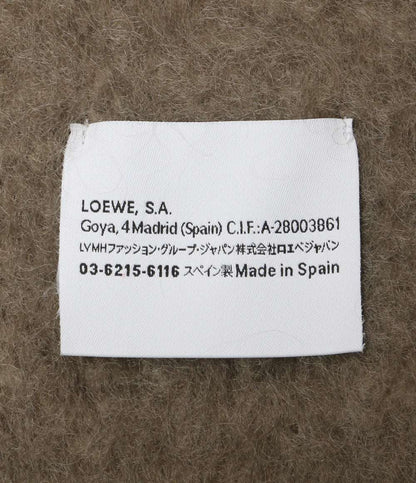 LOEWE, S.A.
Goya, 4 Madrid (Spain) C.I.F.:A-28003861
LVMHファッション・グループ・ジャパン株式会社ロエベジャパン
03-6215-6116 スペイン製 Made in Spain